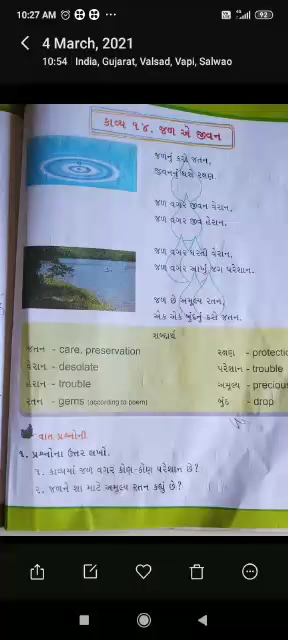 10:27 AM
92
4 March, 2021
10:54 India, Gujarat, Valsad, Vapi, Salwao
કાવ્ય ૧૪. જળ એ જીવન
જળનું કરો જતન,
જીવનનું થશે રક્ષણ.
જળ વગર જીવન વેરાન,
જળ વગર જીવ હેરાન.
જળ વગર ધરતી વેરાન,
જળ વગર આખું જગ પરેશાન.
જળ છે અમૂલ્ય રતન,
એક એક બુંદનું કરો જતન.
શબ્દાર્થ
જતન - care, preservation
રક્ષણ - protectio
વેરાન - desolate
પરેશાન - trouble
હેરાન - trouble
અમૂલ્ય - precious
રતન - gems (according to poem)
બુંદ - drop
વાત પ્રશ્નોની
૧. પ્રશ્નોના ઉત્તર લખો.
૧. કાવ્યમાં જળ વગર કોણ-કોણ પરેશાન છે?
૨. જળને શા માટે અમૂલ્ય રતન કહ્યું છે?